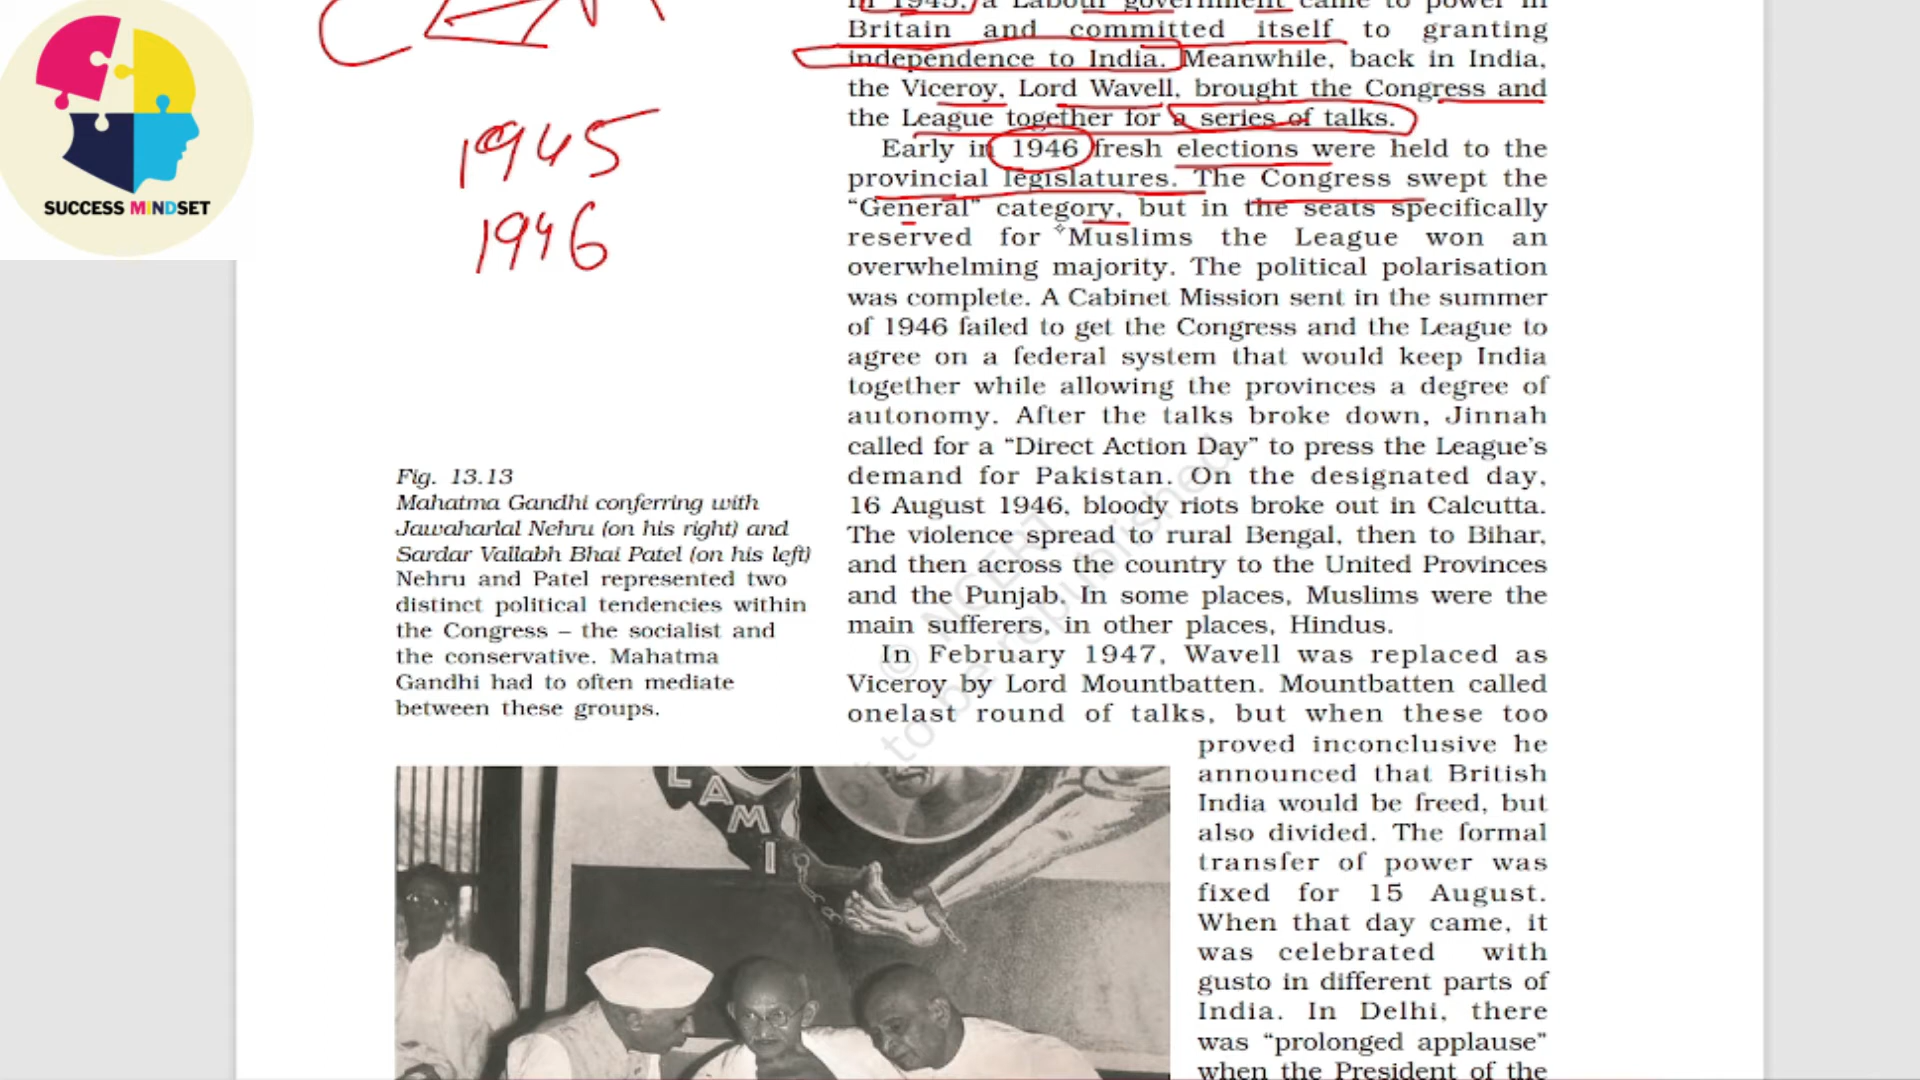 SUCCESS MINDSET
1945
1946
in 1945, a Labour government came to power in
Britain and committed itself to granting
independence to India. Meanwhile, back in India,
the Viceroy, Lord Wavell, brought the Congress and
the League together for a series of talks.
Early in 1946 fresh elections were held to the
provincial legislatures. The Congress swept the
“General” category, but in the seats specifically
reserved for Muslims the League won an
overwhelming majority. The political polarisation
was complete. A Cabinet Mission sent in the summer
of 1946 failed to get the Congress and the League to
agree on a federal system that would keep India
together while allowing the provinces a degree of
autonomy. After the talks broke down, Jinnah
called for a “Direct Action Day” to press the League’s
demand for Pakistan. On the designated day,
16 August 1946, bloody riots broke out in Calcutta.
The violence spread to rural Bengal, then to Bihar,
and then across the country to the United Provinces
and the Punjab. In some places, Muslims were the
main sufferers, in other places, Hindus.
In February 1947, Wavell was replaced as
Viceroy by Lord Mountbatten. Mountbatten called
onelast round of talks, but when these too
proved inconclusive he
announced that British
India would be freed, but
also divided. The formal
transfer of power was
fixed for 15 August.
When that day came, it
was celebrated with
gusto in different parts of
India. In Delhi, there
was “prolonged applause”
when the President of the
Fig. 13.13
Mahatma Gandhi conferring with
Jawaharlal Nehru (on his right) and
Sardar Vallabh Bhai Patel (on his left)
Nehru and Patel represented two
distinct political tendencies within
the Congress – the socialist and
the conservative. Mahatma
Gandhi had to often mediate
between these groups.
© NCERT
not to be republished
LAMI